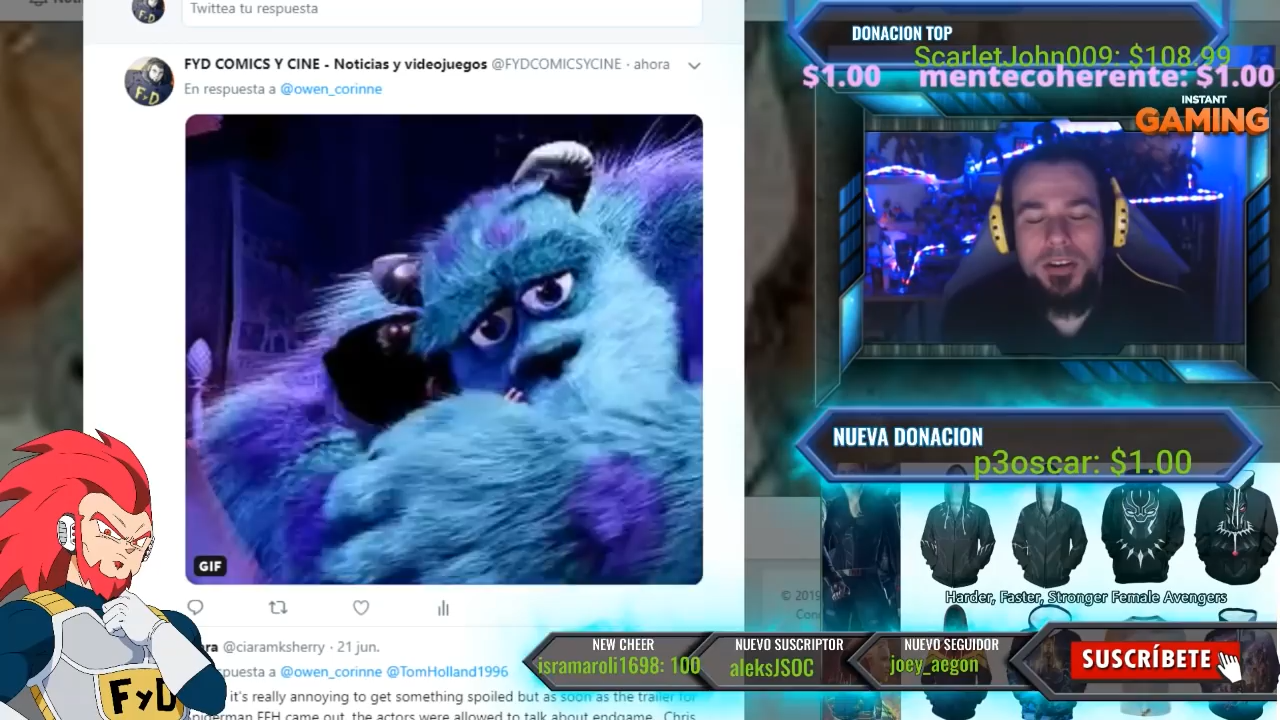 Twittea tu respuesta
FYD COMICS Y CINE - Noticias y videojuegos @FYDCOMICSYCINE · ahora
En respuesta a @owen_corinne
GIF
@ciaramksherry · 21 jun.
@owen_corinne @TomHolland1996
it's really annoying to get something spoiled but as soon as the trailer for
FFH came out, the actors were allowed to talk about endgame. Chris
DONACION TOP
ScarletJohn009: $108.99
$1.00 mentecoherente: $1.00
INSTANT
GAMING
NUEVA DONACION
p3oscar: $1.00
© 2019
Harder, Faster, Stronger Female Avengers
NEW CHEER
isramaroli1698: 100
NUEVO SUSCRIPTOR
aleksJSOC
NUEVO SEGUIDOR
joey_aegon
SUSCRÍBETE
FyD